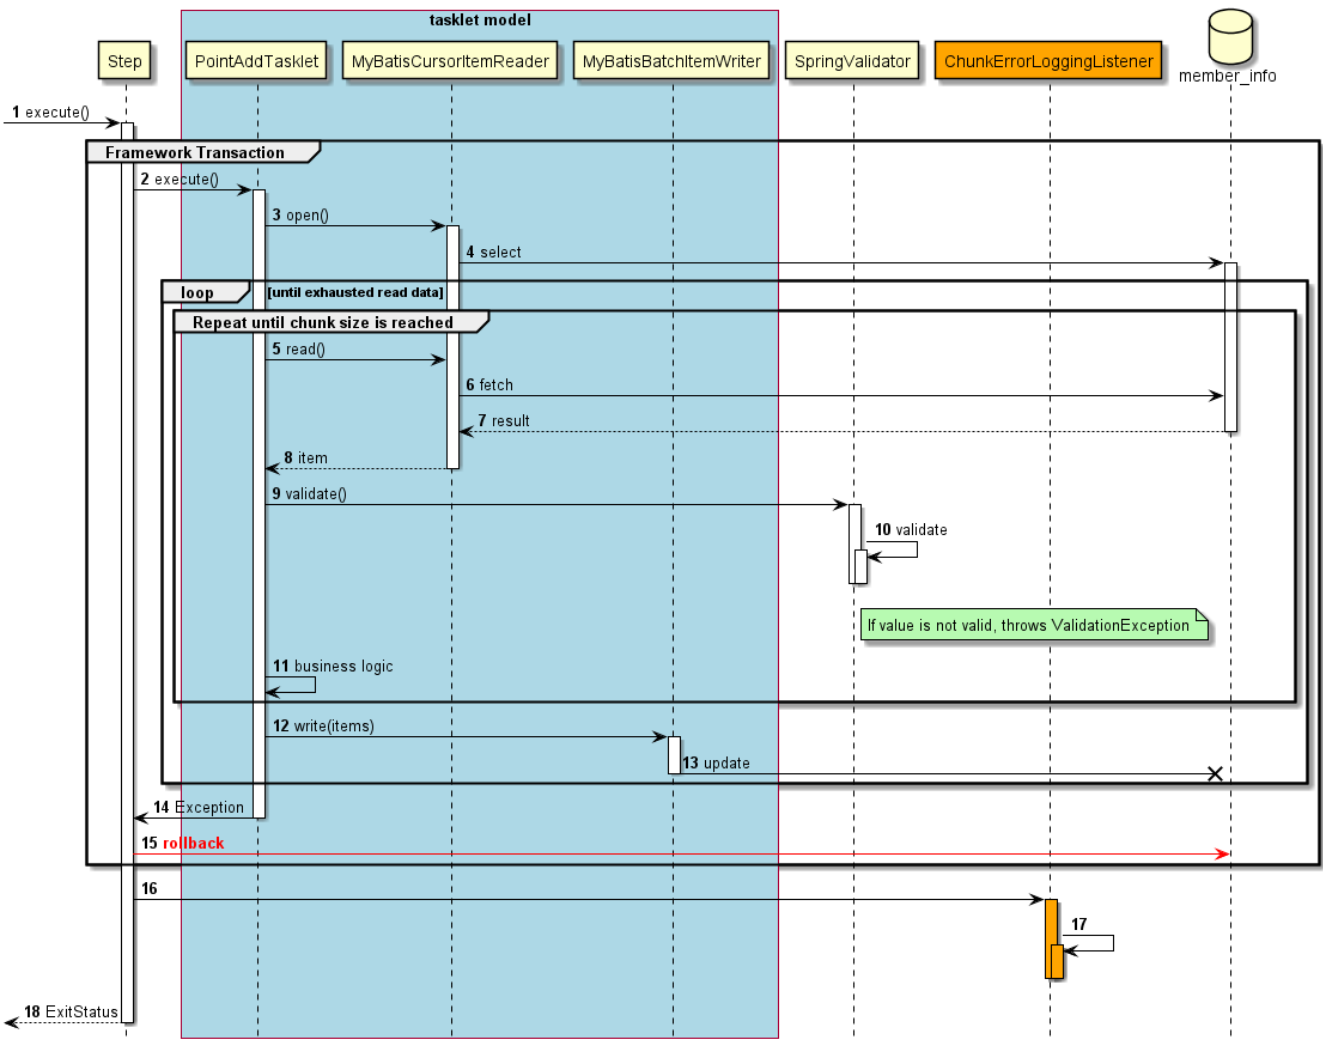 tasklet model
Step
PointAddTasklet
MyBatisCursorItemReader
MyBatisBatchItemWriter
SpringValidator
ChunkErrorLoggingListener
member_info
1 execute()
Framework Transaction
2 execute()
3 open()
4 select
loop [until exhausted read data]
Repeat until chunk size is reached
5 read()
6 fetch
7 result
8 item
9 validate()
10 validate
If value is not valid, throws ValidationException
11 business logic
12 write(items)
13 update
14 Exception
15 rollback
16
17
18 ExitStatus